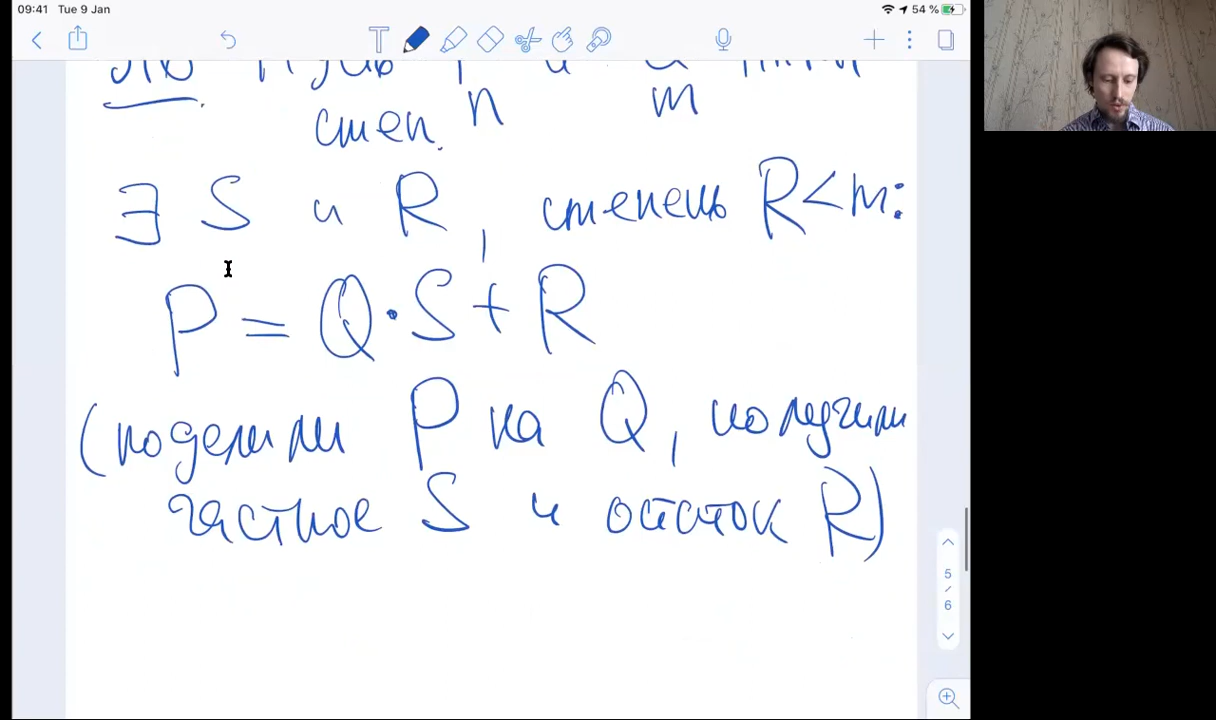 09:41 Tue 9 Jan 54 %
T
P и Q
степ. n m
∃ S и R, степень R < m:
P = Q · S + R
(поделили P на Q, получили
частное S и остаток R)
5
/
6